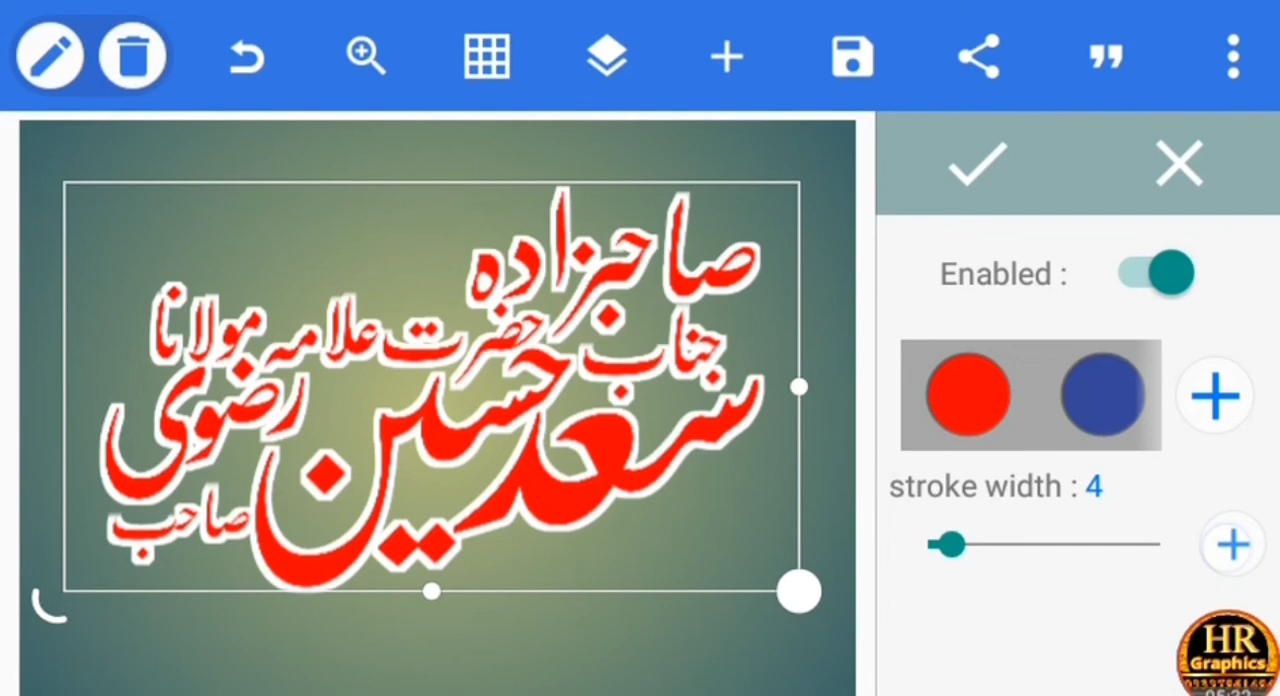 صاحبزادہ
جناب حضرت علامہ مولانا
سعد حسین رضوی
صاحب
Enabled :
stroke width : 4
HR
Graphics